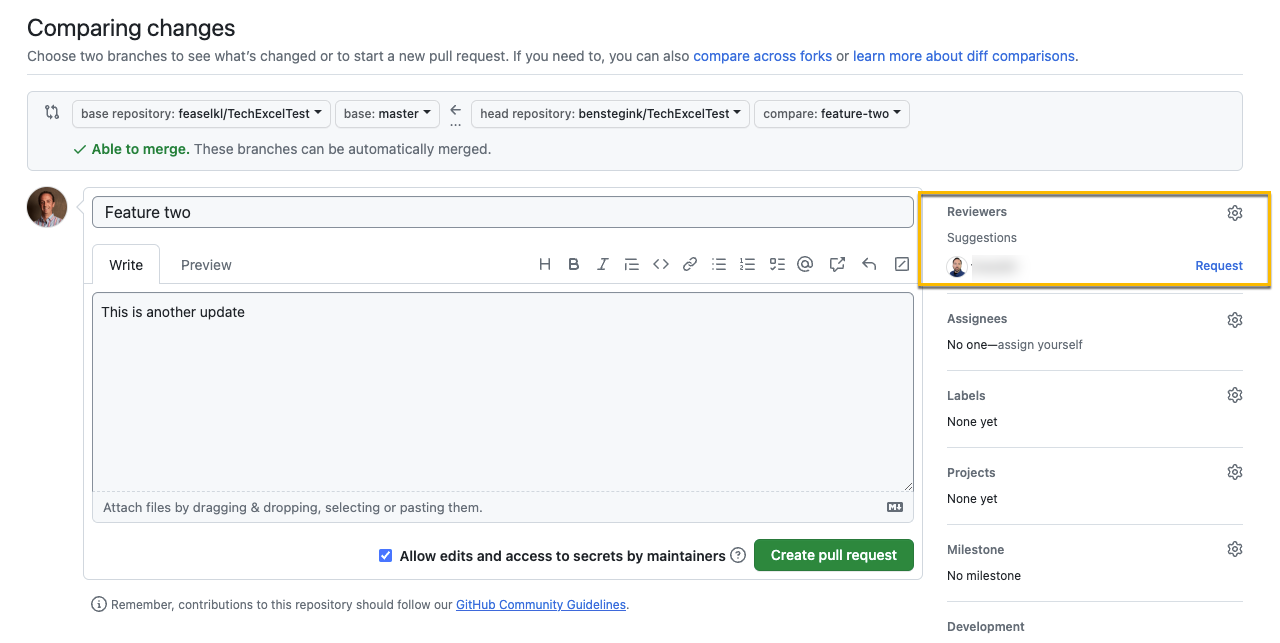 Comparing changes
Choose two branches to see what's changed or to start a new pull request. If you need to, you can also compare across forks or learn more about diff comparisons.
base repository: feaselkl/TechExcelTest base: master ... head repository: benstegink/TechExcelTest compare: feature-two
Able to merge. These branches can be automatically merged.
Feature two
Write Preview
This is another update
Attach files by dragging & dropping, selecting or pasting them.
Allow edits and access to secrets by maintainers Create pull request
Remember, contributions to this repository should follow our GitHub Community Guidelines.
Reviewers
Suggestions
Request
Assignees
No one—assign yourself
Labels
None yet
Projects
None yet
Milestone
No milestone
Development